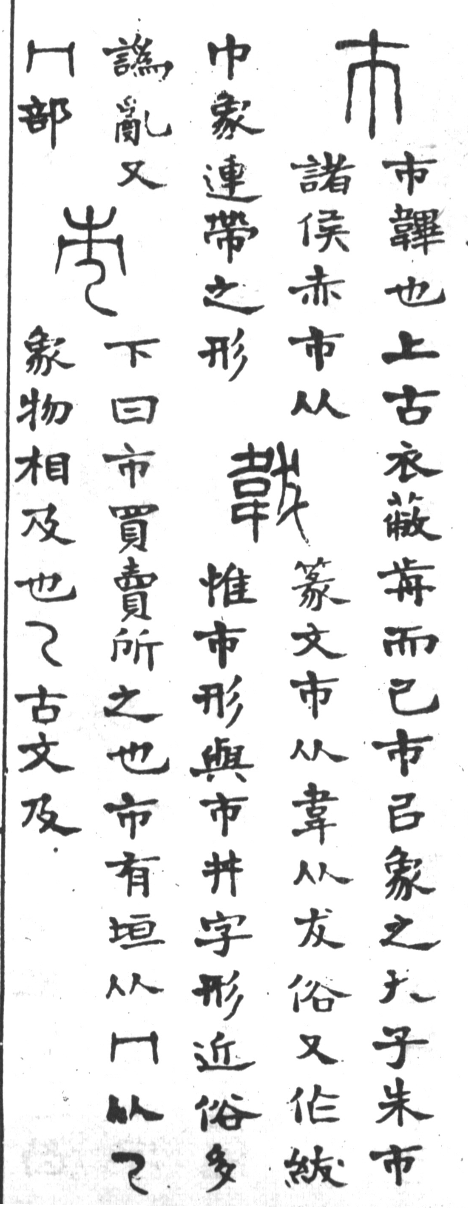 巿
巿韠也上古衣蔽歬而已巿㠯象之天子朱巿
諸侯赤巿从
巾象連帶之形
韍
篆文巿从韋从犮俗又作紱
惟巿形與市井字形近俗多
譌亂又
冂部
市
下曰市買賣所之也市有垣从冂从乁
象物相及也乁古文及